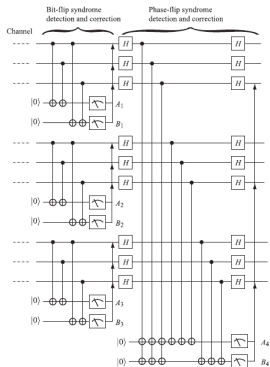 Bit-flip syndrome detection and correction
Phase-flip syndrome detection and correction
Channel
H H
H H
H H
|0⟩ A1
|0⟩ B1
H H
H H
H H
|0⟩ A2
|0⟩ B2
H H
H H
H H
|0⟩ A3
|0⟩ B3
|0⟩ A4
|0⟩ B4